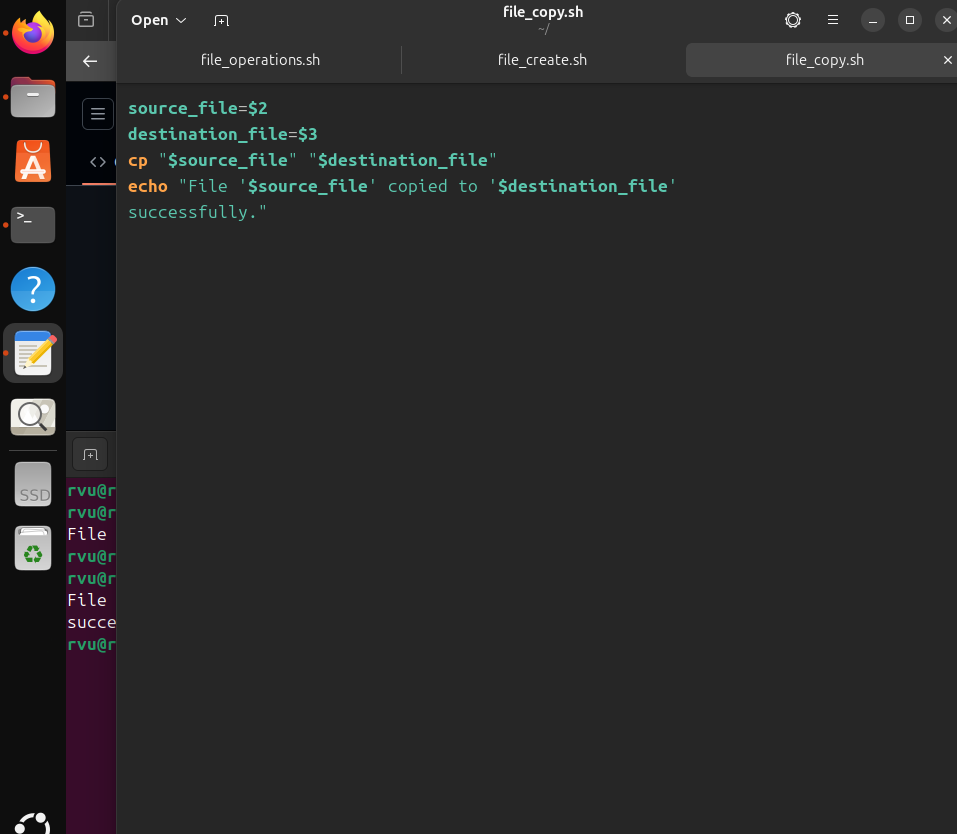 Open
file_copy.sh
~/
file_operations.sh
file_create.sh
file_copy.sh
source_file=$2
destination_file=$3
cp "$source_file" "$destination_file"
echo "File '$source_file' copied to '$destination_file'
successfully."
>_
?
SSD
rvu@r
rvu@r
File
rvu@r
rvu@r
File
succe
rvu@r